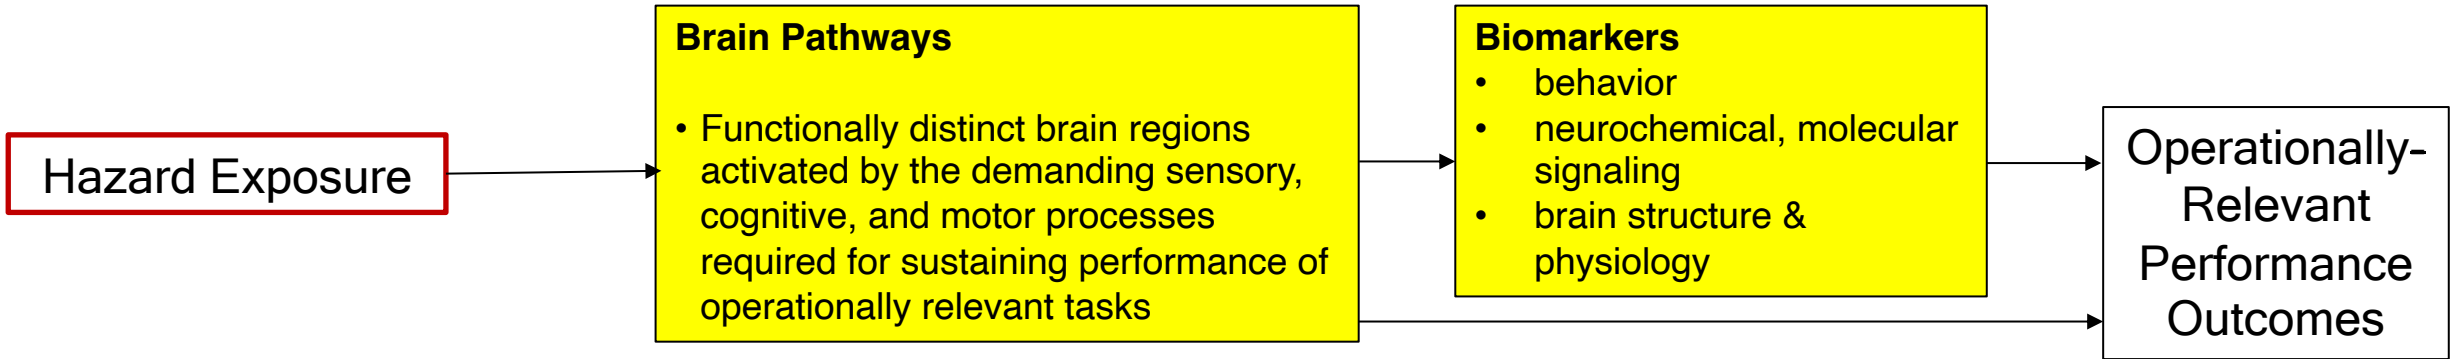 Hazard Exposure
Brain Pathways
• Functionally distinct brain regions
activated by the demanding sensory,
cognitive, and motor processes
required for sustaining performance of
operationally relevant tasks
Biomarkers
• behavior
• neurochemical, molecular
signaling
• brain structure &
physiology
Operationally-
Relevant
Performance
Outcomes